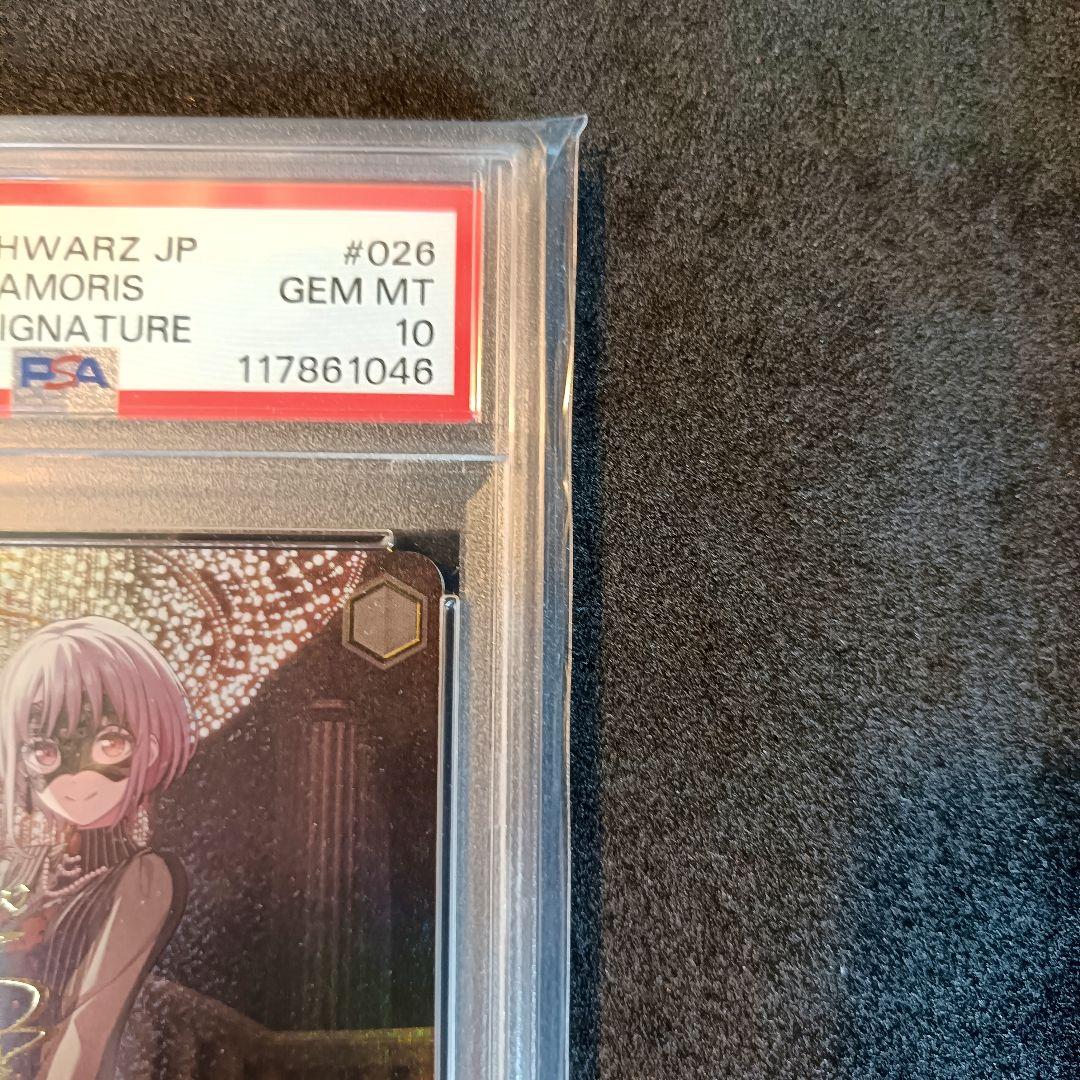 HWARZ JP #026
AMORIS GEM MT
IGNATURE 10
PSA 117861046